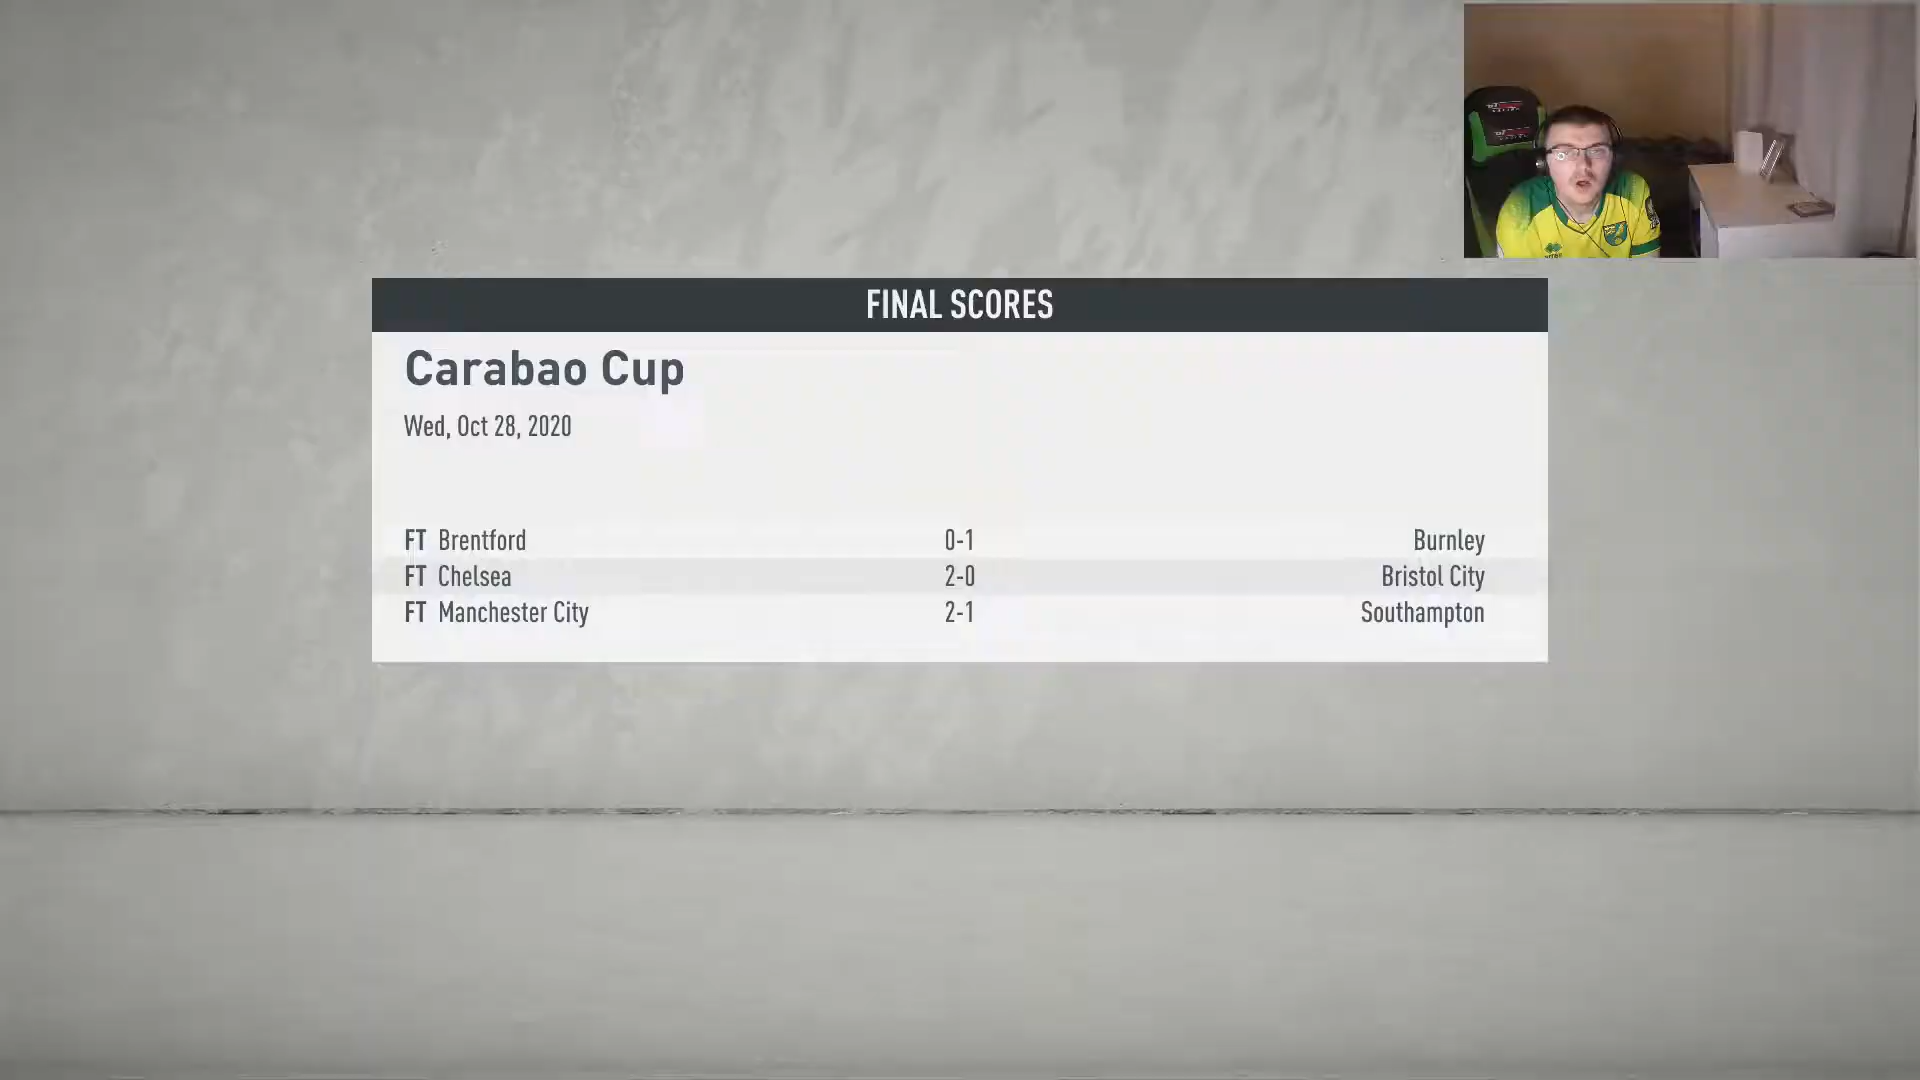 FINAL SCORES
Carabao Cup
Wed, Oct 28, 2020
FT Brentford 0-1 Burnley
FT Chelsea 2-0 Bristol City
FT Manchester City 2-1 Southampton